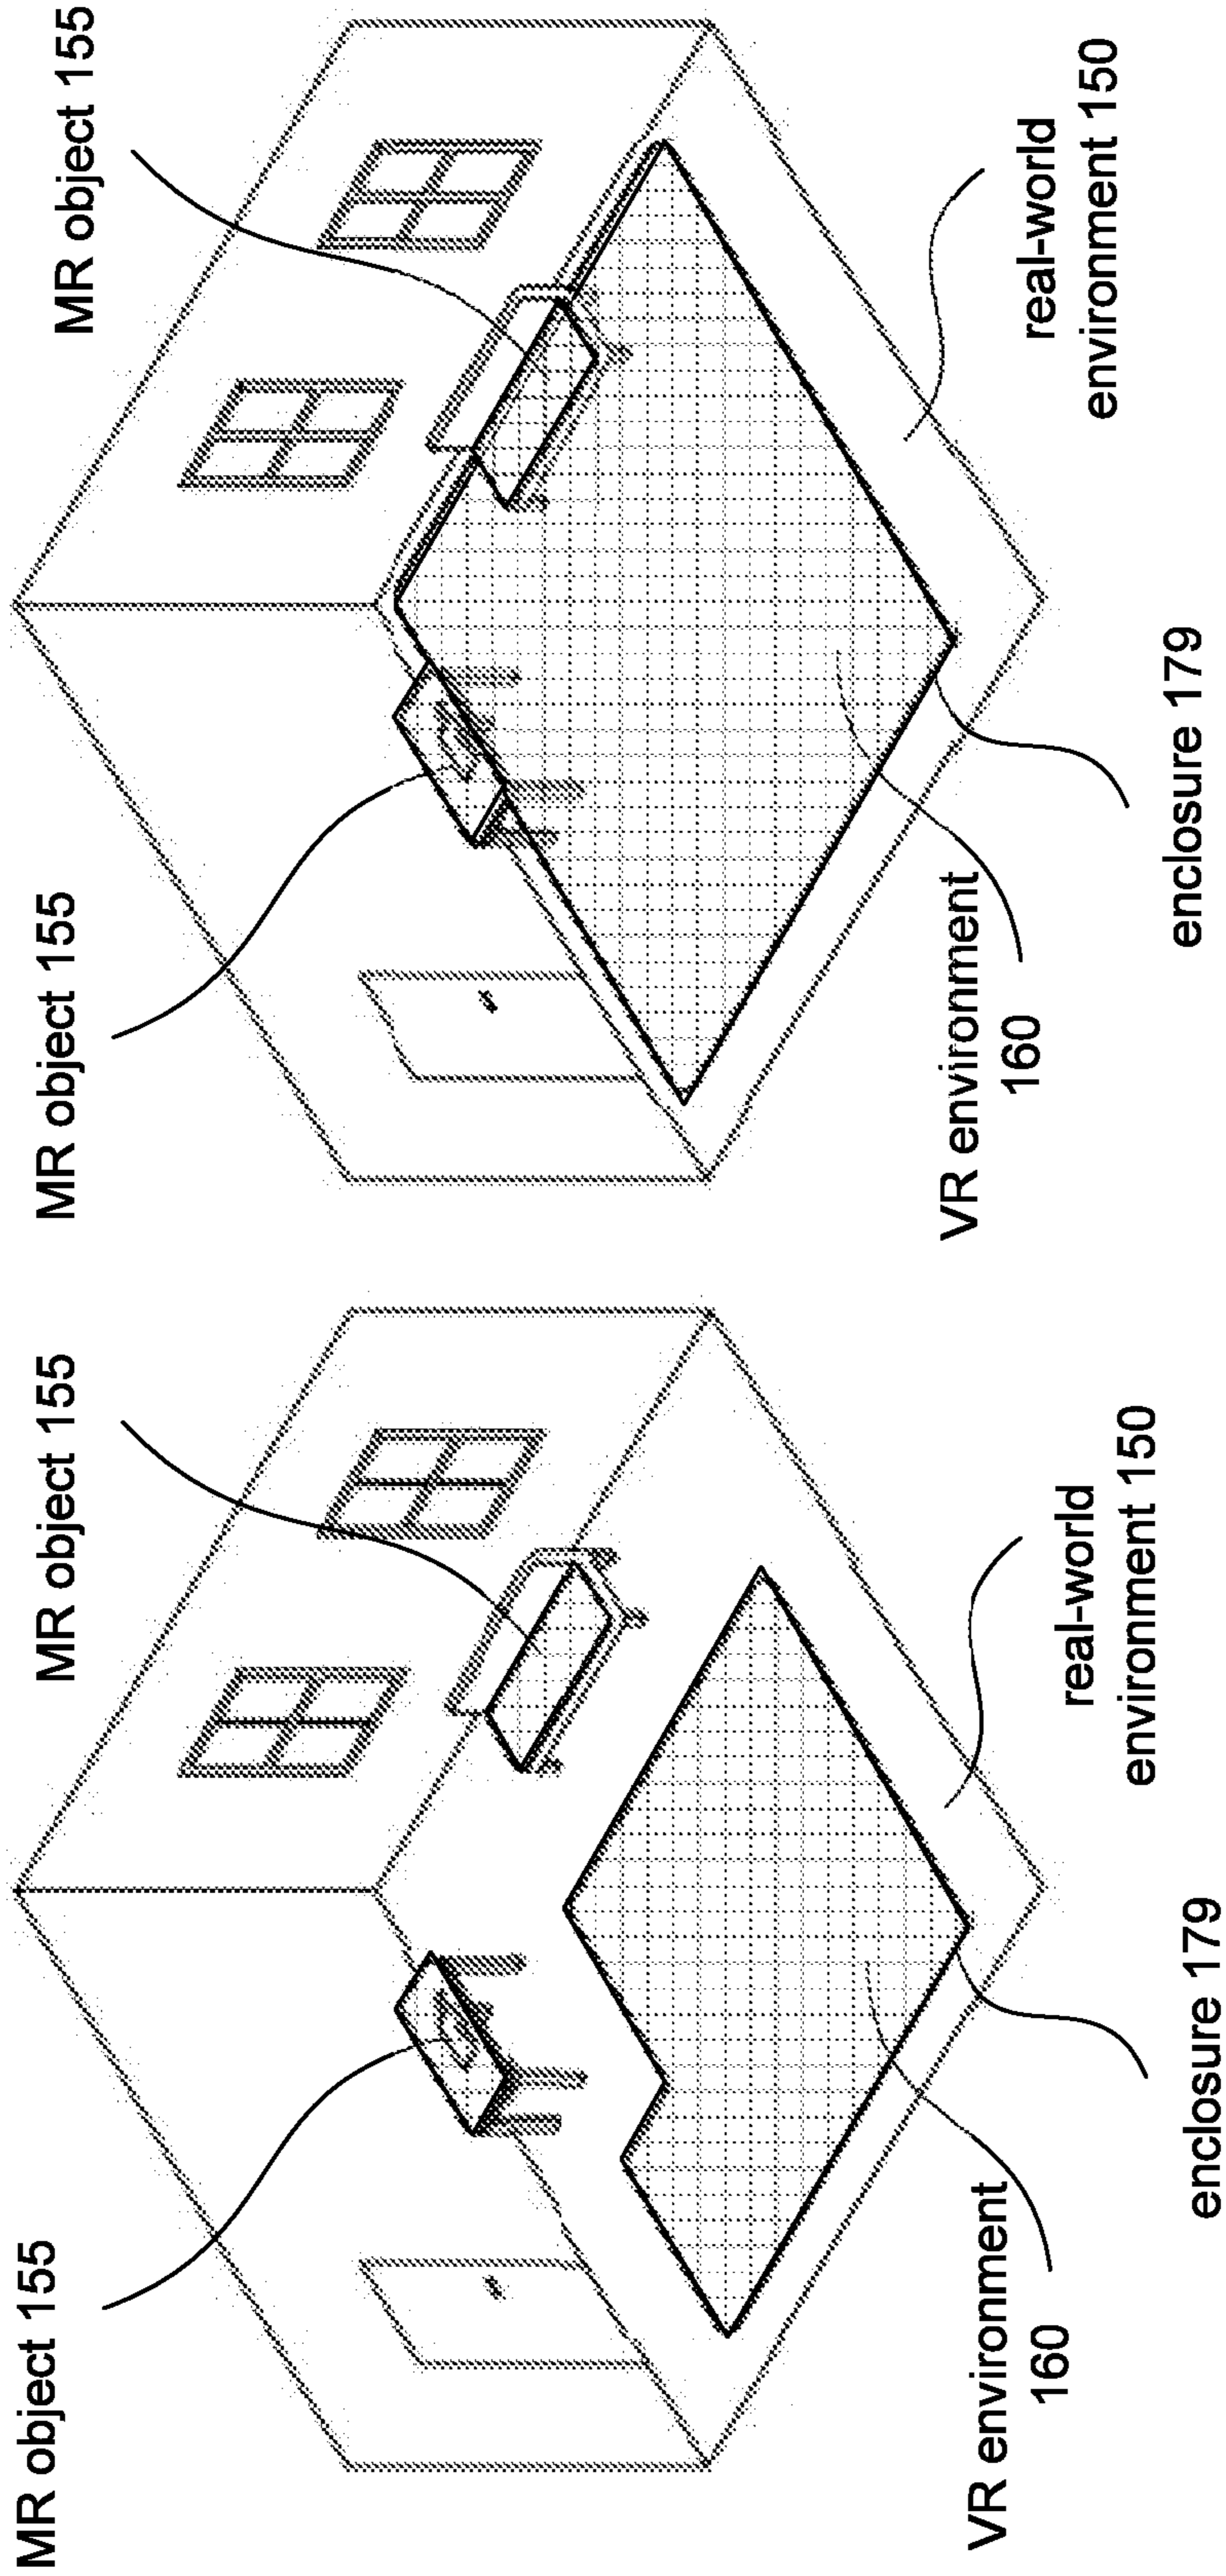 MR object 155
MR object 155
VR environment
160
enclosure 179
real-world
environment 150
MR object 155
MR object 155
VR environment
160
enclosure 179
real-world
environment 150